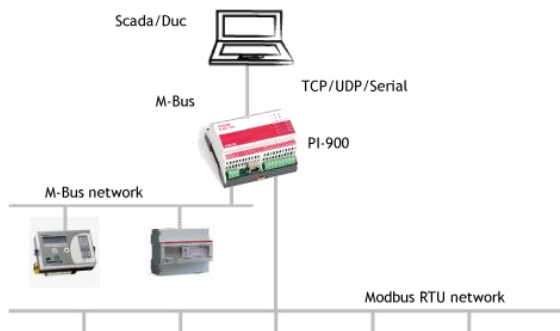 Scada/Duc
TCP/UDP/Serial
M-Bus
PI-900
M-Bus network
Modbus RTU network